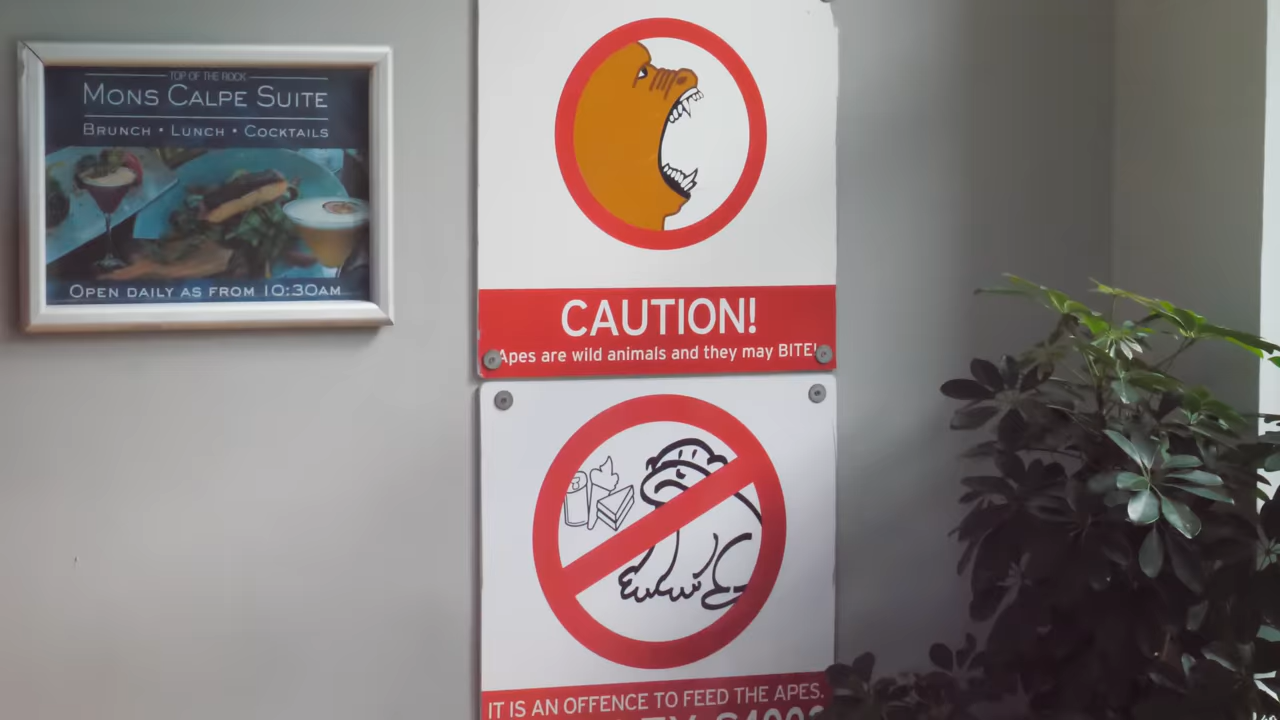 TOP OF THE ROCK
MONS CALPE SUITE
BRUNCH • LUNCH • COCKTAILS
OPEN DAILY AS FROM 10:30AM
CAUTION!
Apes are wild animals and they may BITE!
IT IS AN OFFENCE TO FEED THE APES.